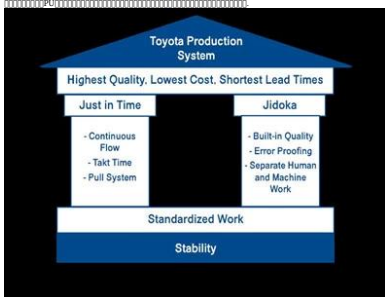 Toyota Production
System
Highest Quality, Lowest Cost, Shortest Lead Times
Just in Time
- Continuous
Flow
- Takt Time
- Pull System
Jidoka
- Built-in Quality
- Error Proofing
- Separate Human
and Machine
Work
Standardized Work
Stability